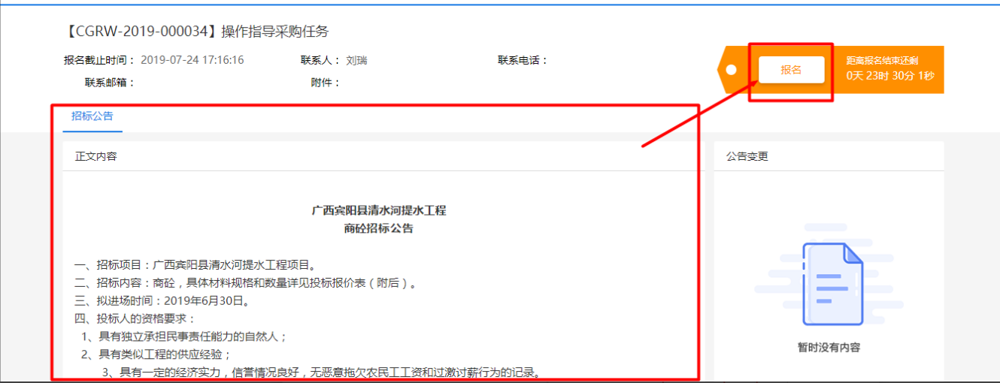 【CGRW-2019-000034】操作指导采购任务
报名截止时间： 2019-07-24 17:16:16 联系人： 刘瑞 联系电话：
联系邮箱： 附件：
报名
距离报名结束还剩
0天 23时 30分 1秒
招标公告
正文内容
公告变更
广西宾阳县清水河提水工程
商砼招标公告
一、招标项目：广西宾阳县清水河提水工程项目。
二、招标内容：商砼，具体材料规格和数量详见投标报价表（附后）。
三、拟进场时间：2019年6月30日。
四、投标人的资格要求：
1、具有独立承担民事责任能力的自然人；
2、具有类似工程的供应经验；
3、具有一定的经济实力，信誉情况良好，无恶意拖欠农民工工资和过激讨薪行为的记录。
暂时没有内容